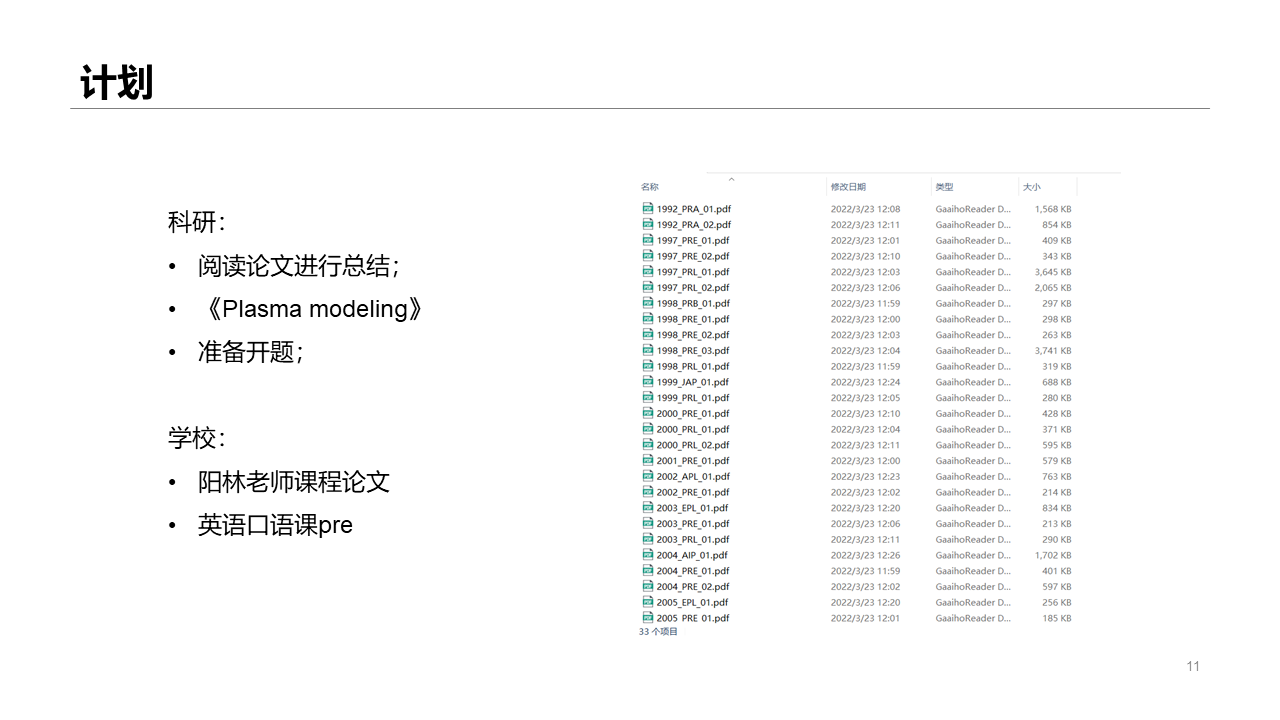 计划
科研：
• 阅读论文进行总结；
• 《Plasma modeling》
• 准备开题；
学校：
• 阳林老师课程论文
• 英语口语课pre
名称 修改日期 类型 大小
1992_PRA_01.pdf 2022/3/23 12:08 GaaihoReader D... 1,568 KB
1992_PRA_02.pdf 2022/3/23 12:11 GaaihoReader D... 854 KB
1997_PRE_01.pdf 2022/3/23 12:01 GaaihoReader D... 409 KB
1997_PRE_02.pdf 2022/3/23 12:10 GaaihoReader D... 343 KB
1997_PRL_01.pdf 2022/3/23 12:03 GaaihoReader D... 3,645 KB
1997_PRL_02.pdf 2022/3/23 12:06 GaaihoReader D... 2,065 KB
1998_PRB_01.pdf 2022/3/23 11:59 GaaihoReader D... 297 KB
1998_PRE_01.pdf 2022/3/23 12:00 GaaihoReader D... 298 KB
1998_PRE_02.pdf 2022/3/23 12:03 GaaihoReader D... 263 KB
1998_PRE_03.pdf 2022/3/23 12:04 GaaihoReader D... 3,741 KB
1998_PRL_01.pdf 2022/3/23 11:59 GaaihoReader D... 319 KB
1999_JAP_01.pdf 2022/3/23 12:24 GaaihoReader D... 688 KB
1999_PRL_01.pdf 2022/3/23 12:05 GaaihoReader D... 280 KB
2000_PRE_01.pdf 2022/3/23 12:10 GaaihoReader D... 428 KB
2000_PRL_01.pdf 2022/3/23 12:04 GaaihoReader D... 371 KB
2000_PRL_02.pdf 2022/3/23 12:11 GaaihoReader D... 595 KB
2001_PRE_01.pdf 2022/3/23 12:00 GaaihoReader D... 579 KB
2002_APL_01.pdf 2022/3/23 12:23 GaaihoReader D... 763 KB
2002_PRE_01.pdf 2022/3/23 12:02 GaaihoReader D... 214 KB
2003_EPL_01.pdf 2022/3/23 12:20 GaaihoReader D... 834 KB
2003_PRE_01.pdf 2022/3/23 12:06 GaaihoReader D... 213 KB
2003_PRL_01.pdf 2022/3/23 12:11 GaaihoReader D... 290 KB
2004_AIP_01.pdf 2022/3/23 12:26 GaaihoReader D... 1,702 KB
2004_PRE_01.pdf 2022/3/23 11:59 GaaihoReader D... 401 KB
2004_PRE_02.pdf 2022/3/23 12:02 GaaihoReader D... 597 KB
2005_EPL_01.pdf 2022/3/23 12:20 GaaihoReader D... 256 KB
2005_PRE_01.pdf 2022/3/23 12:01 GaaihoReader D... 185 KB
33 个项目
11